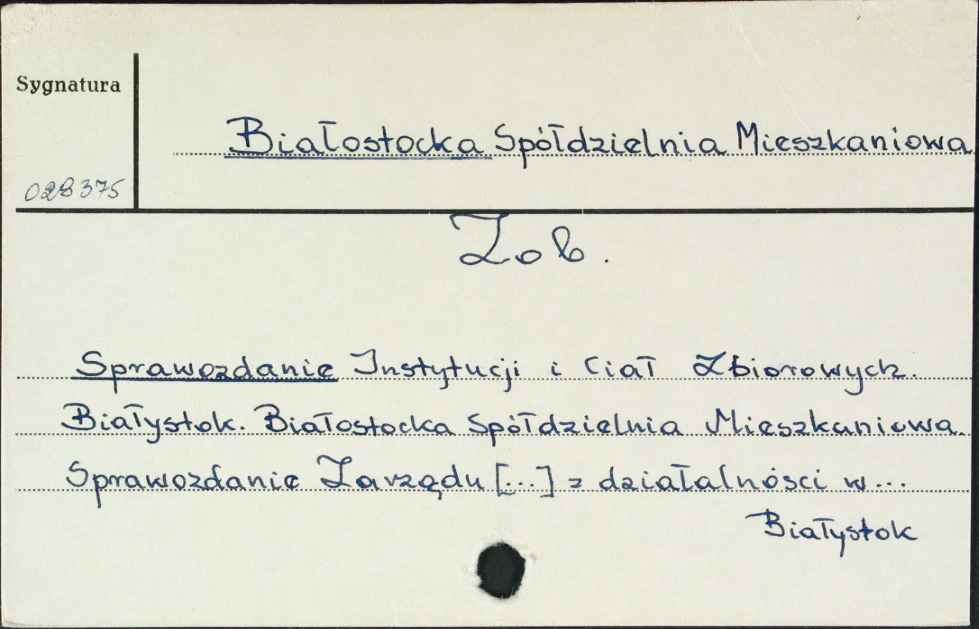 Sygnatura
Białostocka Spółdzielnia Mieszkaniowa
028375
Zob.
Sprawozdanie Instytucji i Ciał Zbiorowych.
Białystok. Białostocka Spółdzielnia Mieszkaniowa.
Sprawozdanie Zarządu [...] z działalności w...
Białystok